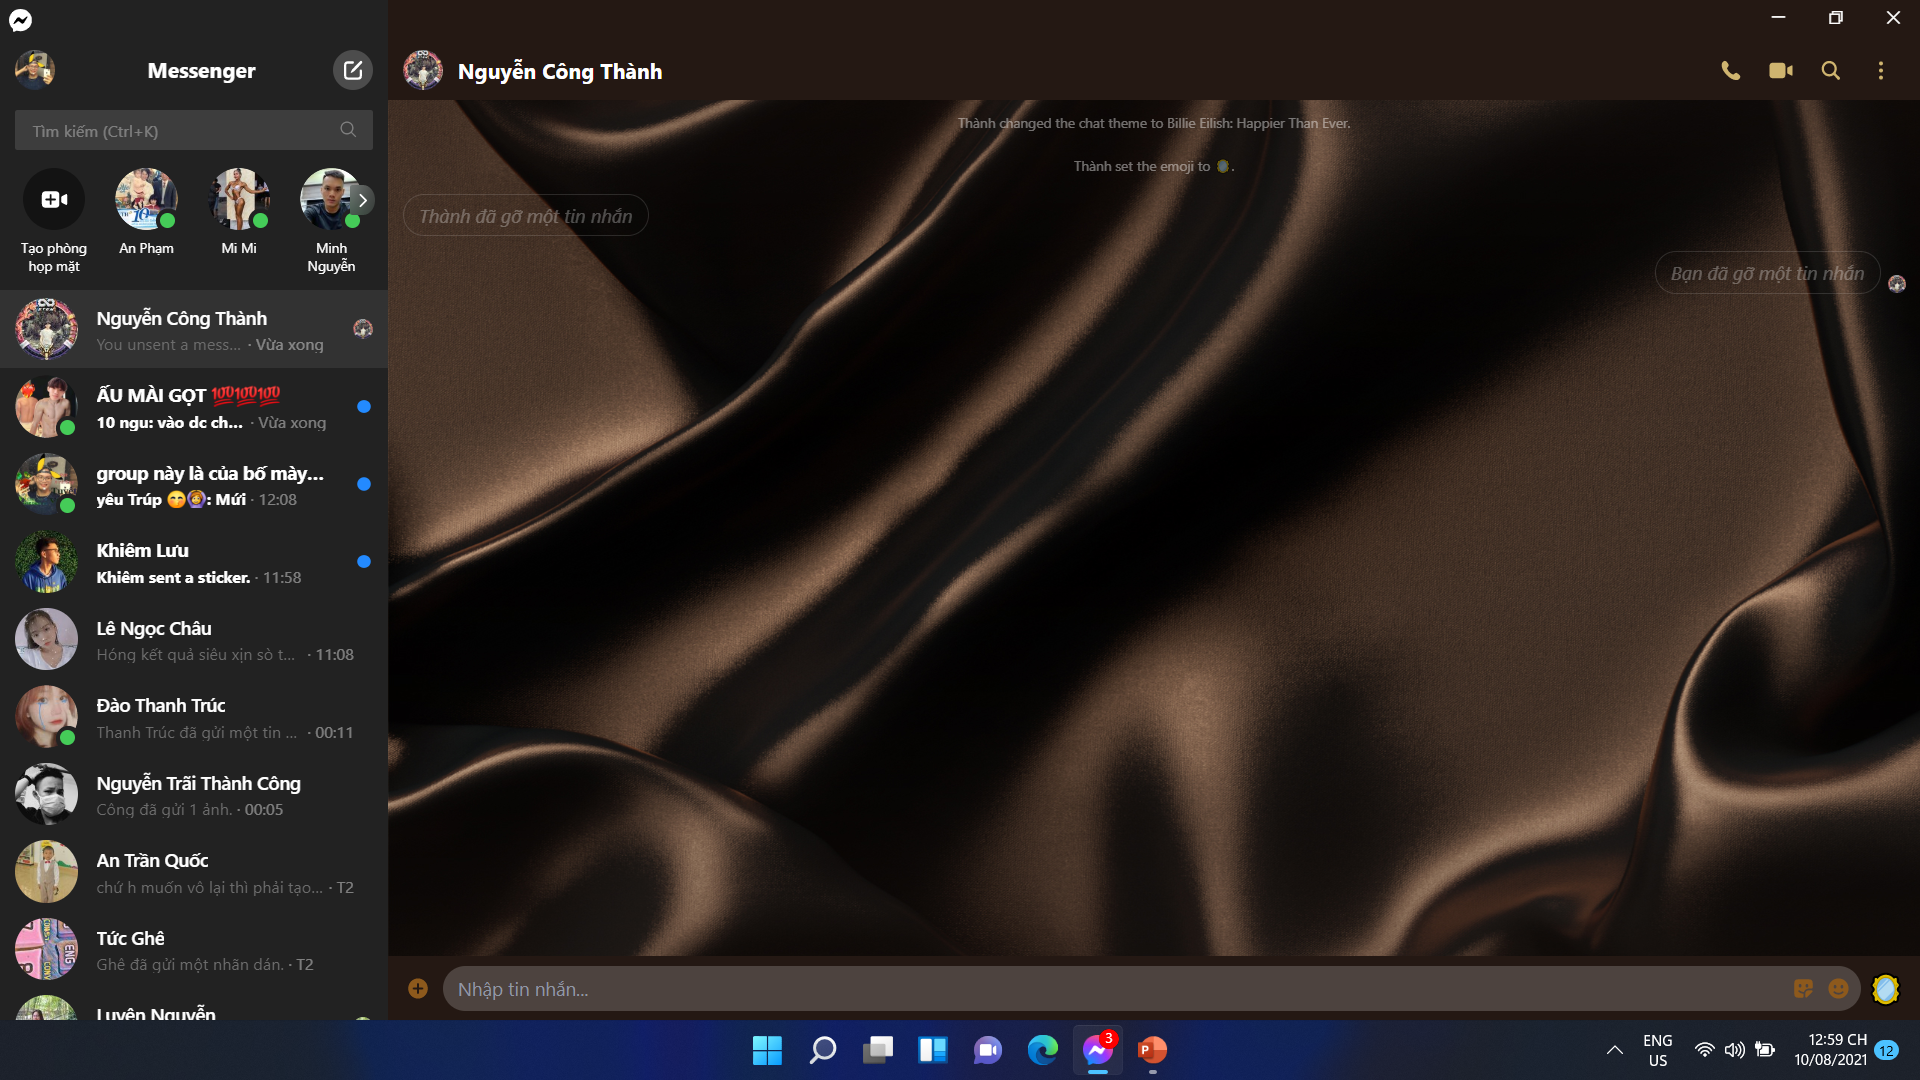 Messenger
Tìm kiếm (Ctrl+K)
Tạo phòng
họp mặt
An Phạm
Mi Mi
Minh
Nguyễn
Nguyễn Công Thành
You unsent a mess... · Vừa xong
ẤU MÀI GỌT 💯💯💯
10 ngu: vào dc ch... · Vừa xong
group này là của bố mày...
yêu Trúp 🤭🙆: Mứi · 12:08
Khiêm Lưu
Khiêm sent a sticker. · 11:58
Lê Ngọc Châu
Hóng kết quả siêu xịn sò t... · 11:08
Đào Thanh Trúc
Thanh Trúc đã gửi một tin ... · 00:11
Nguyễn Trãi Thành Công
Công đã gửi 1 ảnh. · 00:05
An Trần Quốc
chứ h muốn vô lại thì phải tạo... · T2
Tức Ghê
Ghê đã gửi một nhãn dán. · T2
Luyên Nguyễn
Nguyễn Công Thành
Thành changed the chat theme to Billie Eilish: Happier Than Ever.
Thành set the emoji to 🪞.
Thành đã gỡ một tin nhắn
Bạn đã gỡ một tin nhắn
Nhập tin nhắn...
3
P
ENG
US
12:59 CH
10/08/2021
12